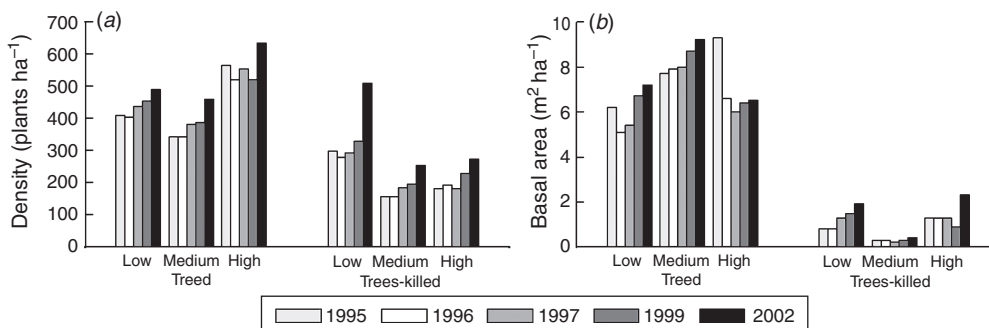 (a)
Density (plants ha⁻¹)
700
600
500
400
300
200
100
0
Low Medium High
Treed
Low Medium High
Trees-killed
(b)
Basal area (m² ha⁻¹)
10
8
6
4
2
0
Low Medium High
Treed
Low Medium High
Trees-killed
1995 1996 1997 1999 2002